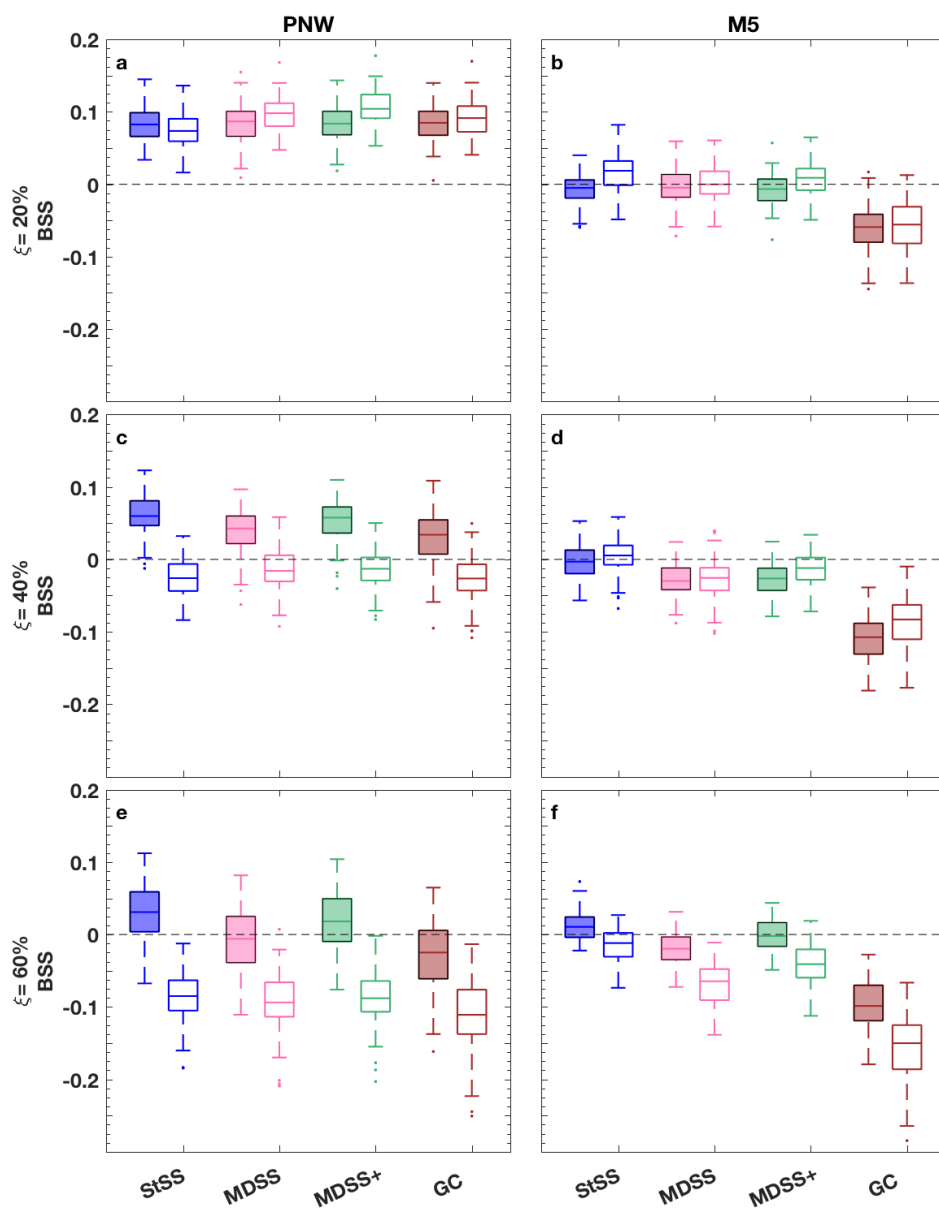 PNW M5
a b
0.2
0.1
0
-0.1
-0.2
ξ= 20%
BSS
c d
0.2
0.1
0
-0.1
-0.2
ξ= 40%
BSS
e f
0.2
0.1
0
-0.1
-0.2
ξ= 60%
BSS
StSS MDSS MDSS+ GC StSS MDSS MDSS+ GC